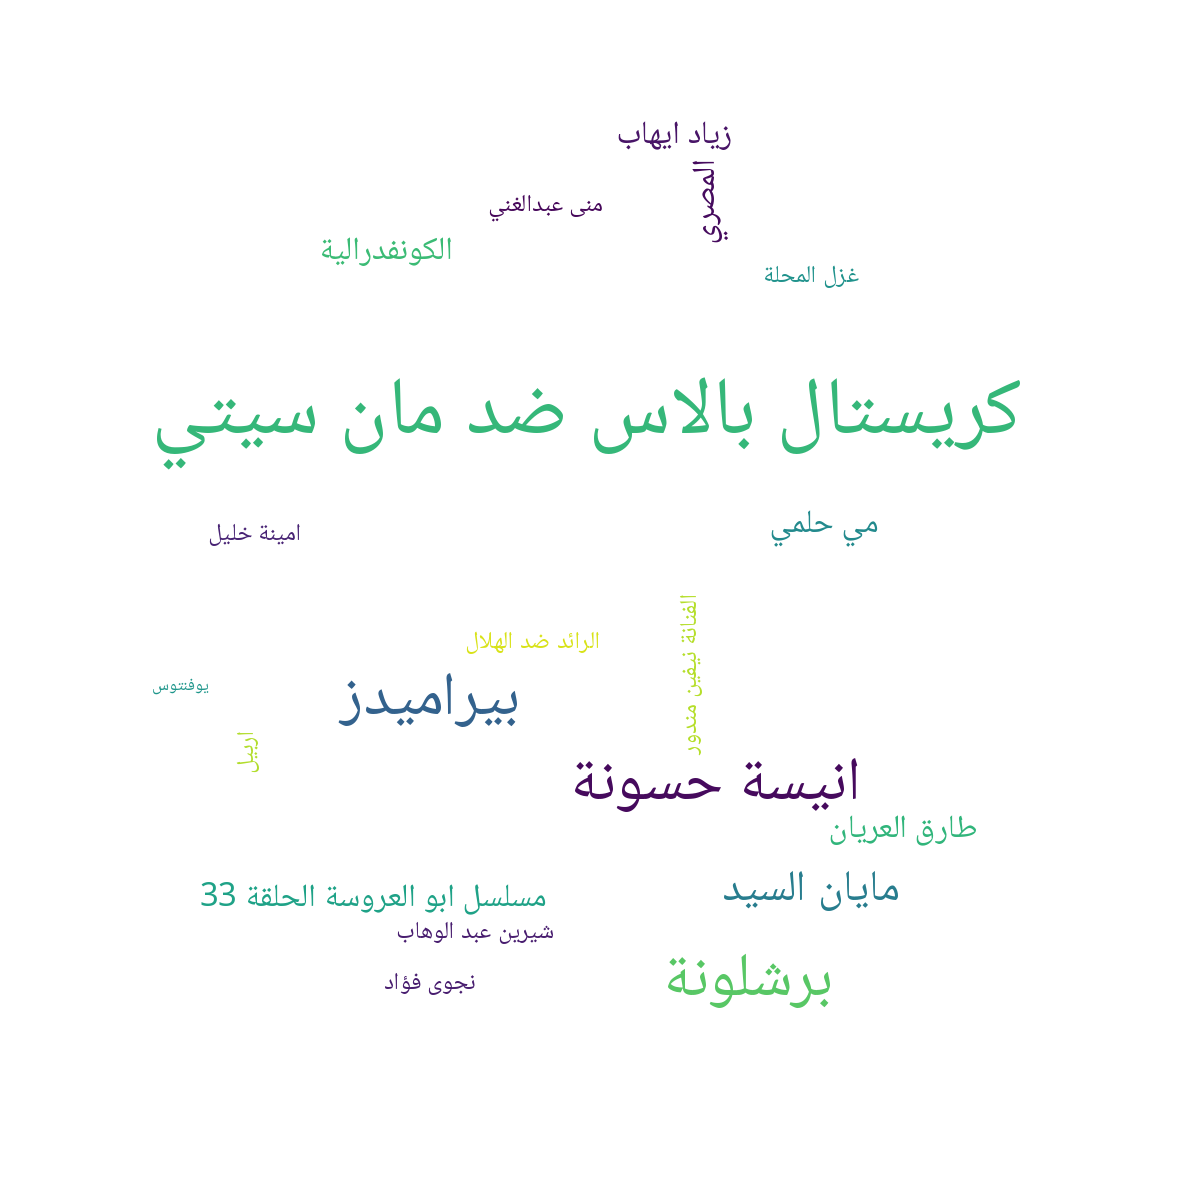 زياد ايهاب
المصري
منى عبدالغني
الكونفدرالية
غزل المحلة
كريستال بالاس ضد مان سيتي
مي حلمي
امينة خليل
الفنانة نيفين مندور
الرائد ضد الهلال
بيراميدز
يوفنتوس
اربيل
انيسة حسونة
طارق العريان
مايان السيد
مسلسل ابو العروسة الحلقة 33
شيرين عبد الوهاب
برشلونة
نجوى فؤاد